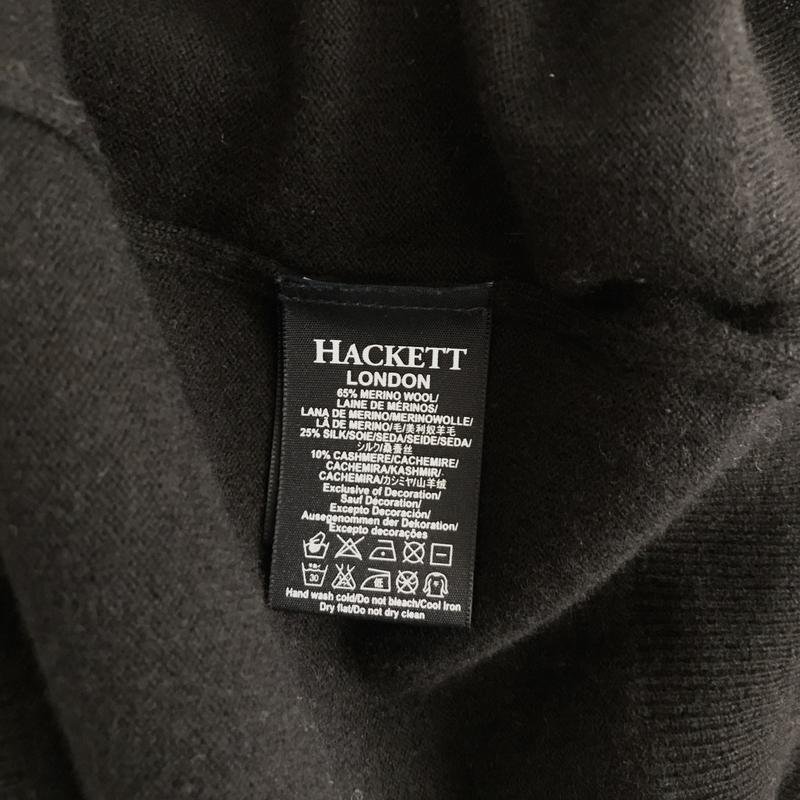 HACKETT
LONDON
65% MERINO WOOL/
LAINE DE MÉRINOS/
LANA DE MERINO/MERINOWOLLE/
LÃ DE MERINO/毛/美利奴羊毛
25% SILK/SOIE/SEDA/SEIDE/SEDA/
シルク/桑蚕丝
10% CASHMERE/CACHEMIRE/
CACHEMIRA/KASHMIR/
CACHEMIRA/カシミヤ/山羊绒
Exclusive of Decoration/
Sauf Décoration/
Excepto Decoración/
Ausegenommen der Dekoration/
Excepto decorações
30
Hand wash cold/Do not bleach/Cool Iron
Dry flat/Do not dry clean